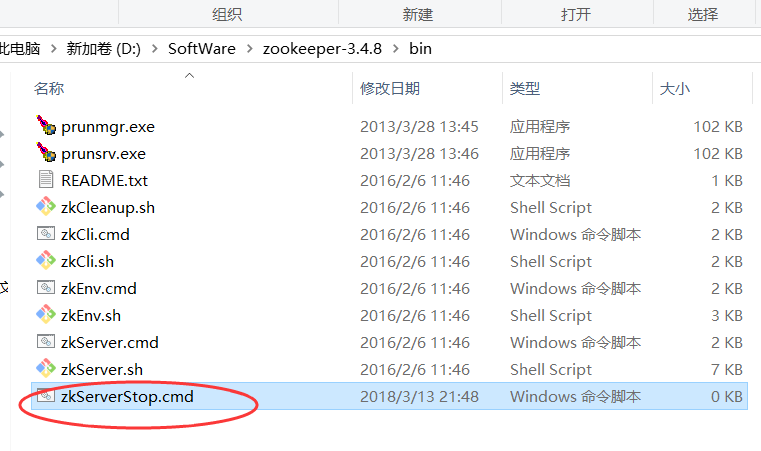 组织 新建 打开 选择
此电脑 > 新加卷 (D:) > SoftWare > zookeeper-3.4.8 > bin
名称 修改日期 类型 大小
prunmgr.exe 2013/3/28 13:45 应用程序 102 KB
prunsrv.exe 2013/3/28 13:46 应用程序 102 KB
README.txt 2016/2/6 11:46 文本文档 1 KB
zkCleanup.sh 2016/2/6 11:46 Shell Script 2 KB
zkCli.cmd 2016/2/6 11:46 Windows 命令脚本 2 KB
zkCli.sh 2016/2/6 11:46 Shell Script 2 KB
zkEnv.cmd 2016/2/6 11:46 Windows 命令脚本 2 KB
zkEnv.sh 2016/2/6 11:46 Shell Script 3 KB
zkServer.cmd 2016/2/6 11:46 Windows 命令脚本 2 KB
zkServer.sh 2016/2/6 11:46 Shell Script 7 KB
zkServerStop.cmd 2018/3/13 21:48 Windows 命令脚本 0 KB